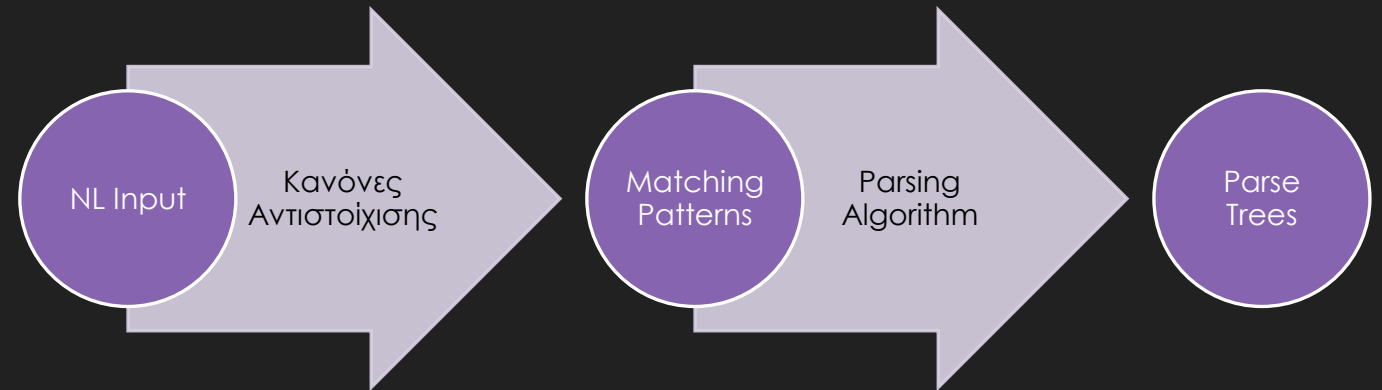 NL Input
Κανόνες
Αντιστοίχισης
Matching
Patterns
Parsing
Algorithm
Parse
Trees